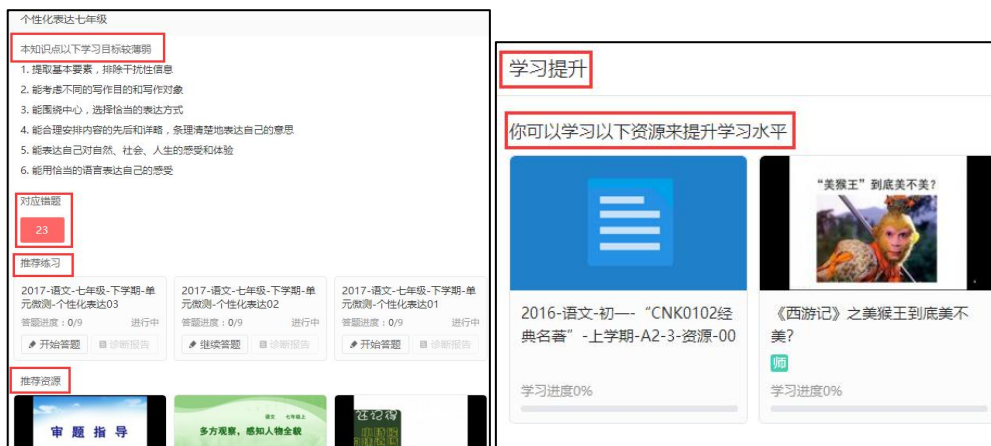 个性化表达七年级
本知识点以下学习目标较薄弱
1. 提取基本要素，排除干扰性信息
2. 能考虑不同的写作目的和写作对象
3. 能围绕中心，选择恰当的表达方式
4. 能合理安排内容的先后和详略，条理清楚地表达自己的意思
5. 能表达自己对自然、社会、人生的感受和体验
6. 能用恰当的语言表达自己的感受
对应错题
23
推荐练习
2017-语文-七年级-下学期-单
元微测-个性化表达03
答题进度：0/9 进行中
开始答题 诊断报告
2017-语文-七年级-下学期-单
元微测-个性化表达02
答题进度：0/9 进行中
继续答题 诊断报告
2017-语文-七年级-下学期-单
元微测-个性化表达01
答题进度：0/9 进行中
开始答题 诊断报告
推荐资源
审题指导
语文 七年级上
多方观察，感知人物全貌
学习提升
你可以学习以下资源来提升学习水平
2016-语文-初一-“CNK0102经
典名著”-上学期-A2-3-资源-00
学习进度0%
“美猴王”到底美不美?
《西游记》之美猴王到底美不
美?
师
学习进度0%